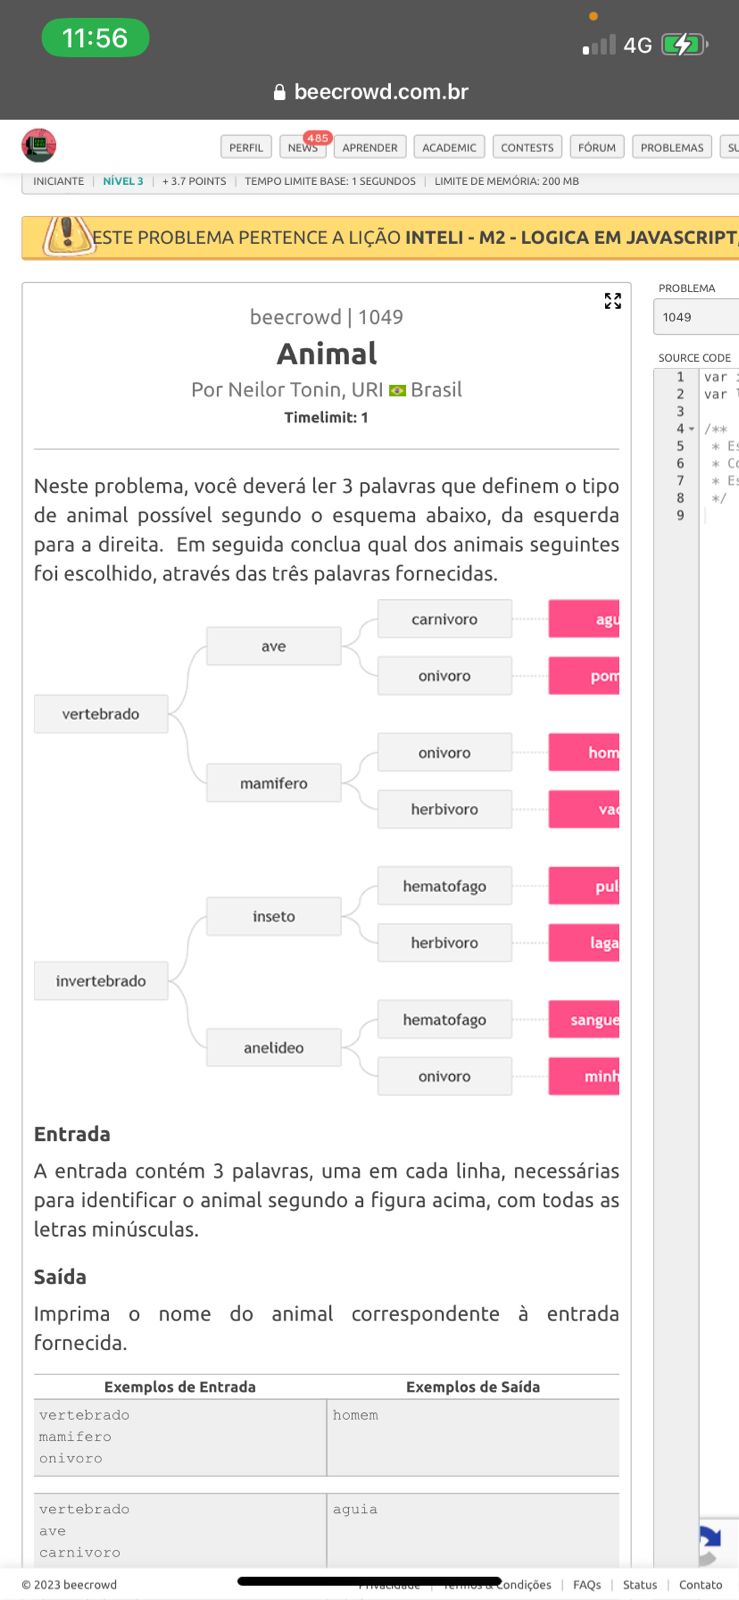 11:56
4G
beecrowd.com.br
PERFIL NEWS 485 APRENDER ACADEMIC CONTESTS FÓRUM PROBLEMAS
INICIANTE | NÍVEL 3 | + 3.7 POINTS | TEMPO LIMITE BASE: 1 SEGUNDOS | LIMITE DE MEMÓRIA: 200 MB
ESTE PROBLEMA PERTENCE A LIÇÃO INTELI - M2 - LOGICA EM JAVASCRIPT
beecrowd | 1049
Animal
Por Neilor Tonin, URI Brasil
Timelimit: 1
Neste problema, você deverá ler 3 palavras que definem o tipo
de animal possível segundo o esquema abaixo, da esquerda
para a direita. Em seguida conclua qual dos animais seguintes
foi escolhido, através das três palavras fornecidas.
vertebrado
ave
carnivoro agu
onivoro pom
mamifero
onivoro hom
herbivoro vac
invertebrado
inseto
hematofago pul
herbivoro laga
anelideo
hematofago sangue
onivoro minh
Entrada
A entrada contém 3 palavras, uma em cada linha, necessárias
para identificar o animal segundo a figura acima, com todas as
letras minúsculas.
Saída
Imprima o nome do animal correspondente à entrada
fornecida.
Exemplos de Entrada Exemplos de Saída
vertebrado homem
mamifero
onivoro
vertebrado aguia
ave
carnivoro
PROBLEMA
1049
SOURCE CODE
1 var
2 var
3
4 /**
5 * Es
6 * Co
7 * Es
8 */
9
© 2023 beecrowd
Condições | FAQs | Status | Contato